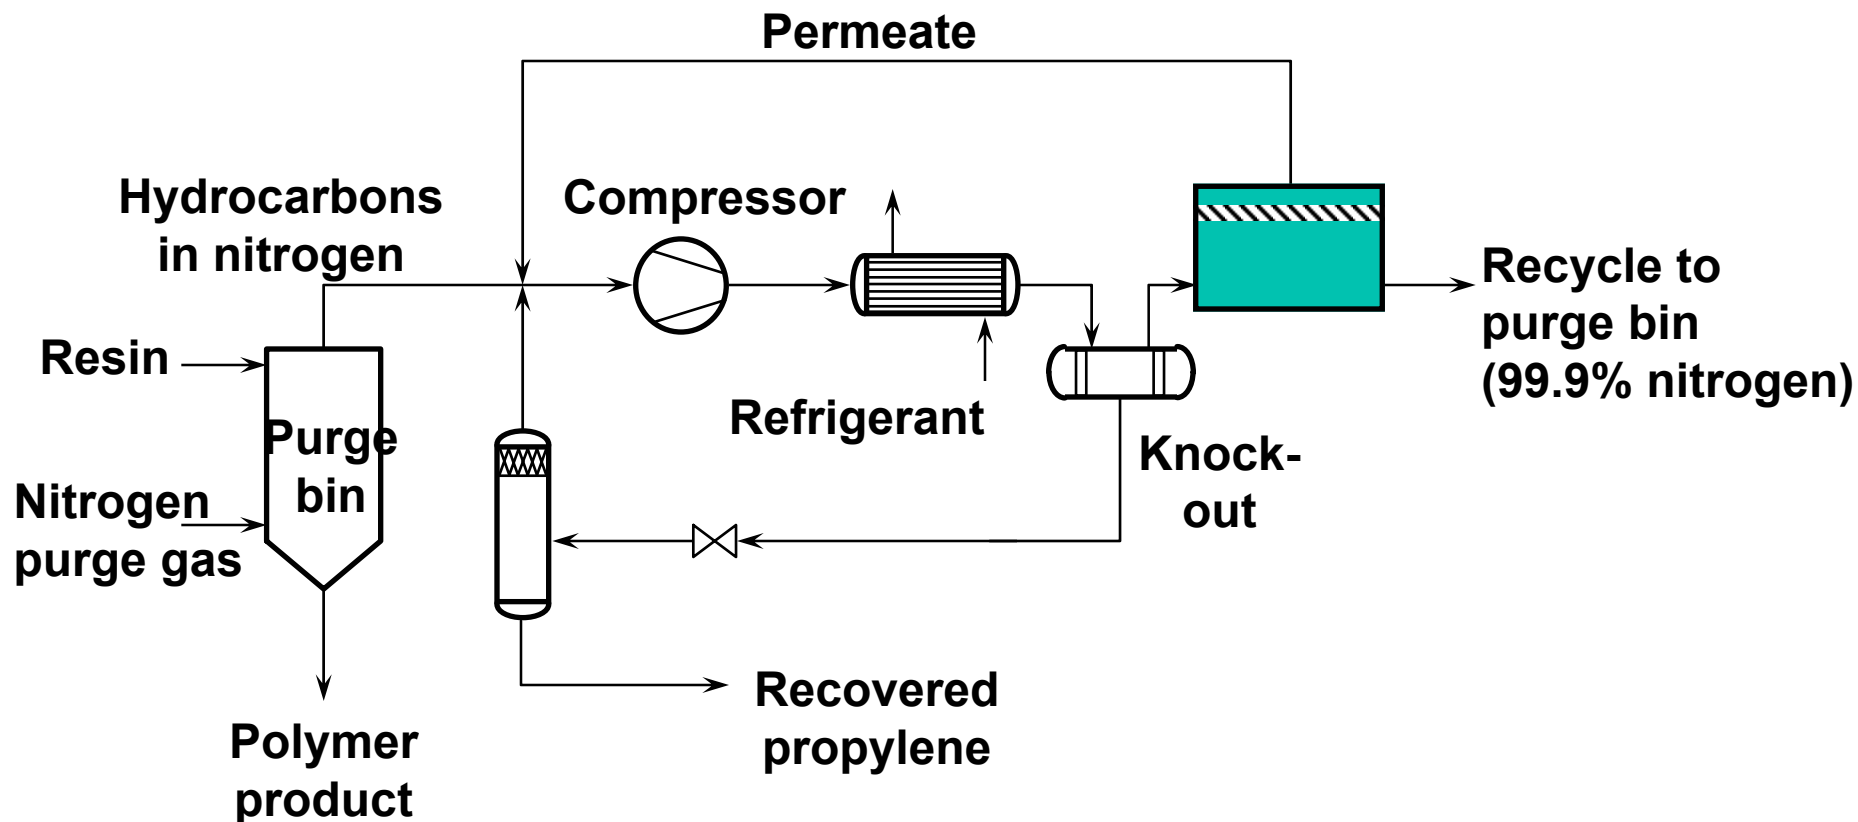 Permeate
Hydrocarbons
in nitrogen
Compressor
Recycle to
purge bin
(99.9% nitrogen)
Resin
Refrigerant
Purge
bin
Knock-
out
Nitrogen
purge gas
Recovered
propylene
Polymer
product